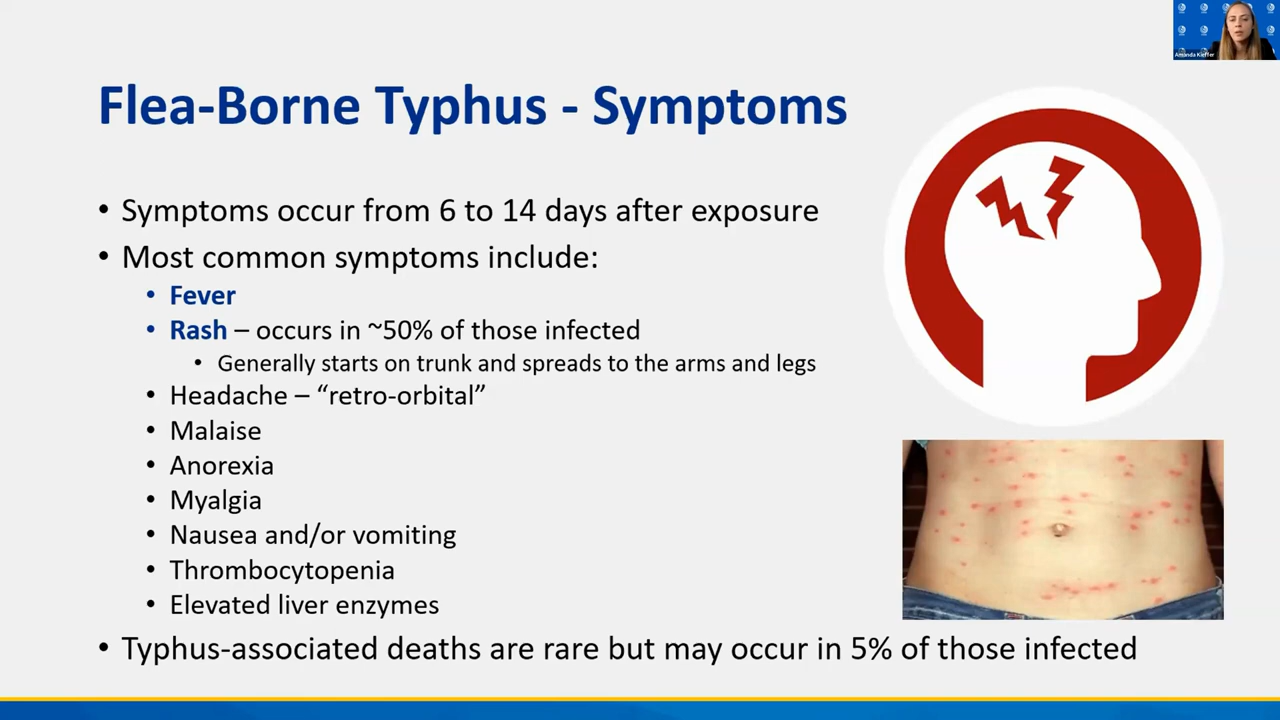 Amanda Kieffer
Flea-Borne Typhus - Symptoms
• Symptoms occur from 6 to 14 days after exposure
• Most common symptoms include:
• Fever
• Rash – occurs in ~50% of those infected
• Generally starts on trunk and spreads to the arms and legs
• Headache – “retro-orbital”
• Malaise
• Anorexia
• Myalgia
• Nausea and/or vomiting
• Thrombocytopenia
• Elevated liver enzymes
• Typhus-associated deaths are rare but may occur in 5% of those infected